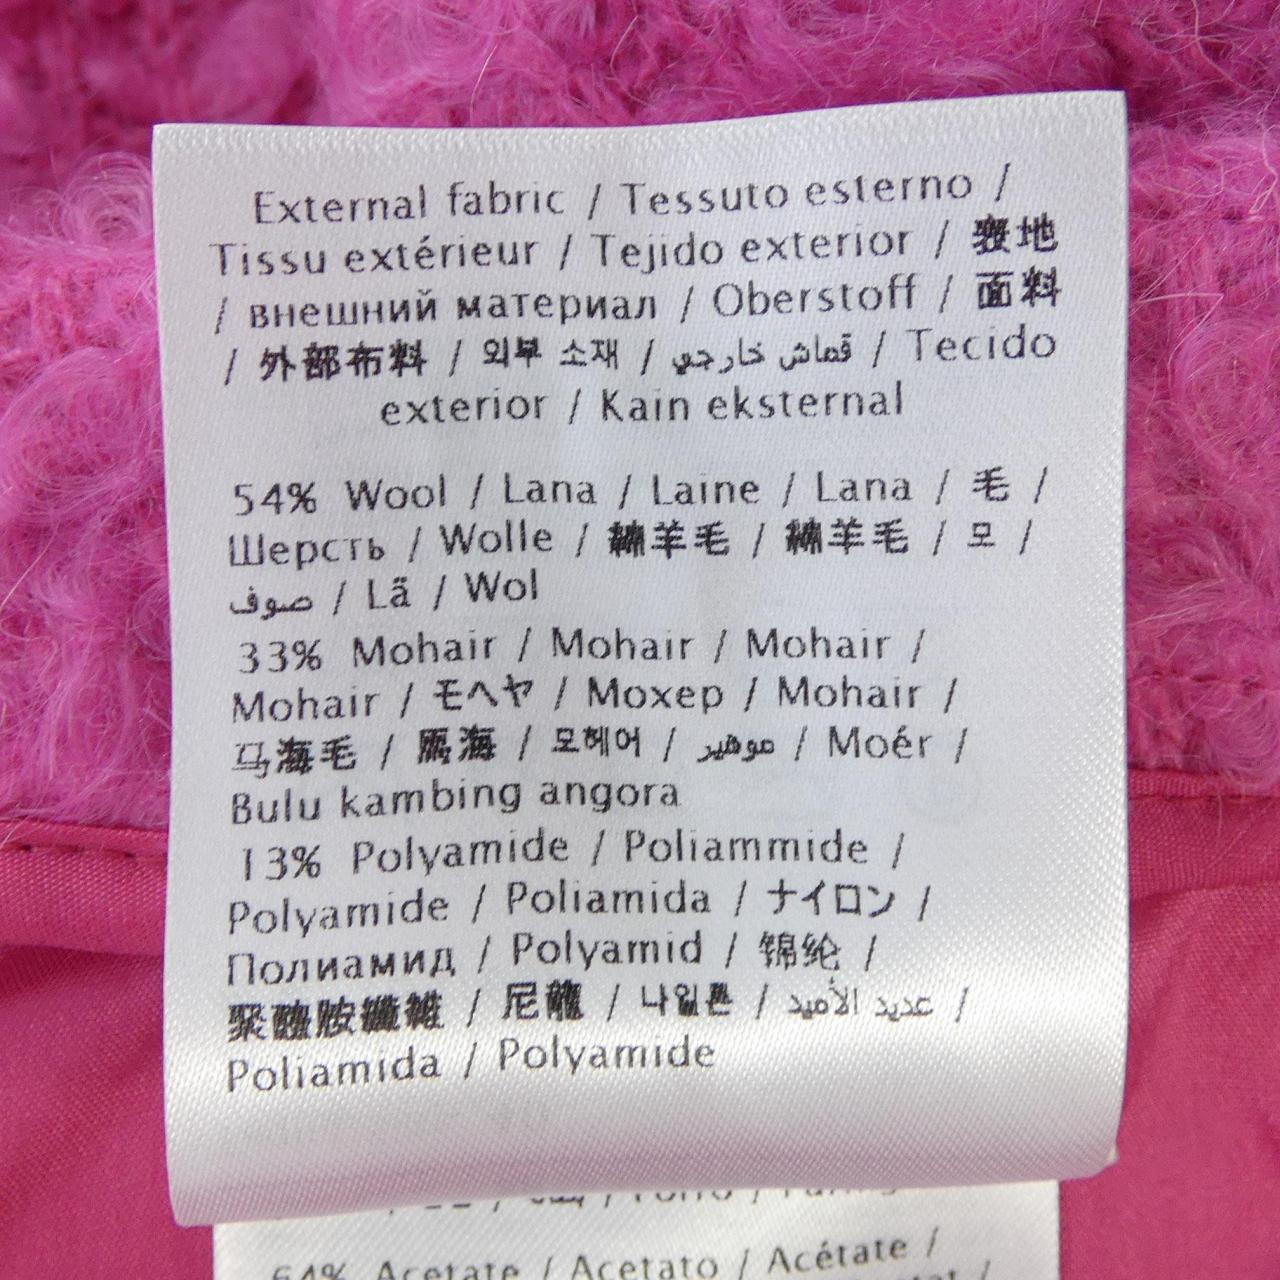 External fabric / Tessuto esterno /
Tissu extérieur / Tejido exterior / 表地
/ внешний материал / Oberstoff / 面料
/ 外部布料 / 외부 소재 / قماش خارجي / Tecido
exterior / Kain eksternal
54% Wool / Lana / Laine / Lana / 毛 /
Шерсть / Wolle / 綿羊毛 / 綿羊毛 / 모 /
صوف / Lã / Wol
33% Mohair / Mohair / Mohair /
Mohair / モヘヤ / Мохер / Mohair /
马海毛 / 馬海 / 모헤어 / موهير / Moér /
Bulu kambing angora
13% Polyamide / Poliammide /
Polyamide / Poliamida / ナイロン /
Полиамид / Polyamid / 锦纶 /
聚醯胺纖維 / 尼龍 / 나일론 / عديد الأميد /
Poliamida / Polyamide
64% Acetate / Acetato / Acétate /